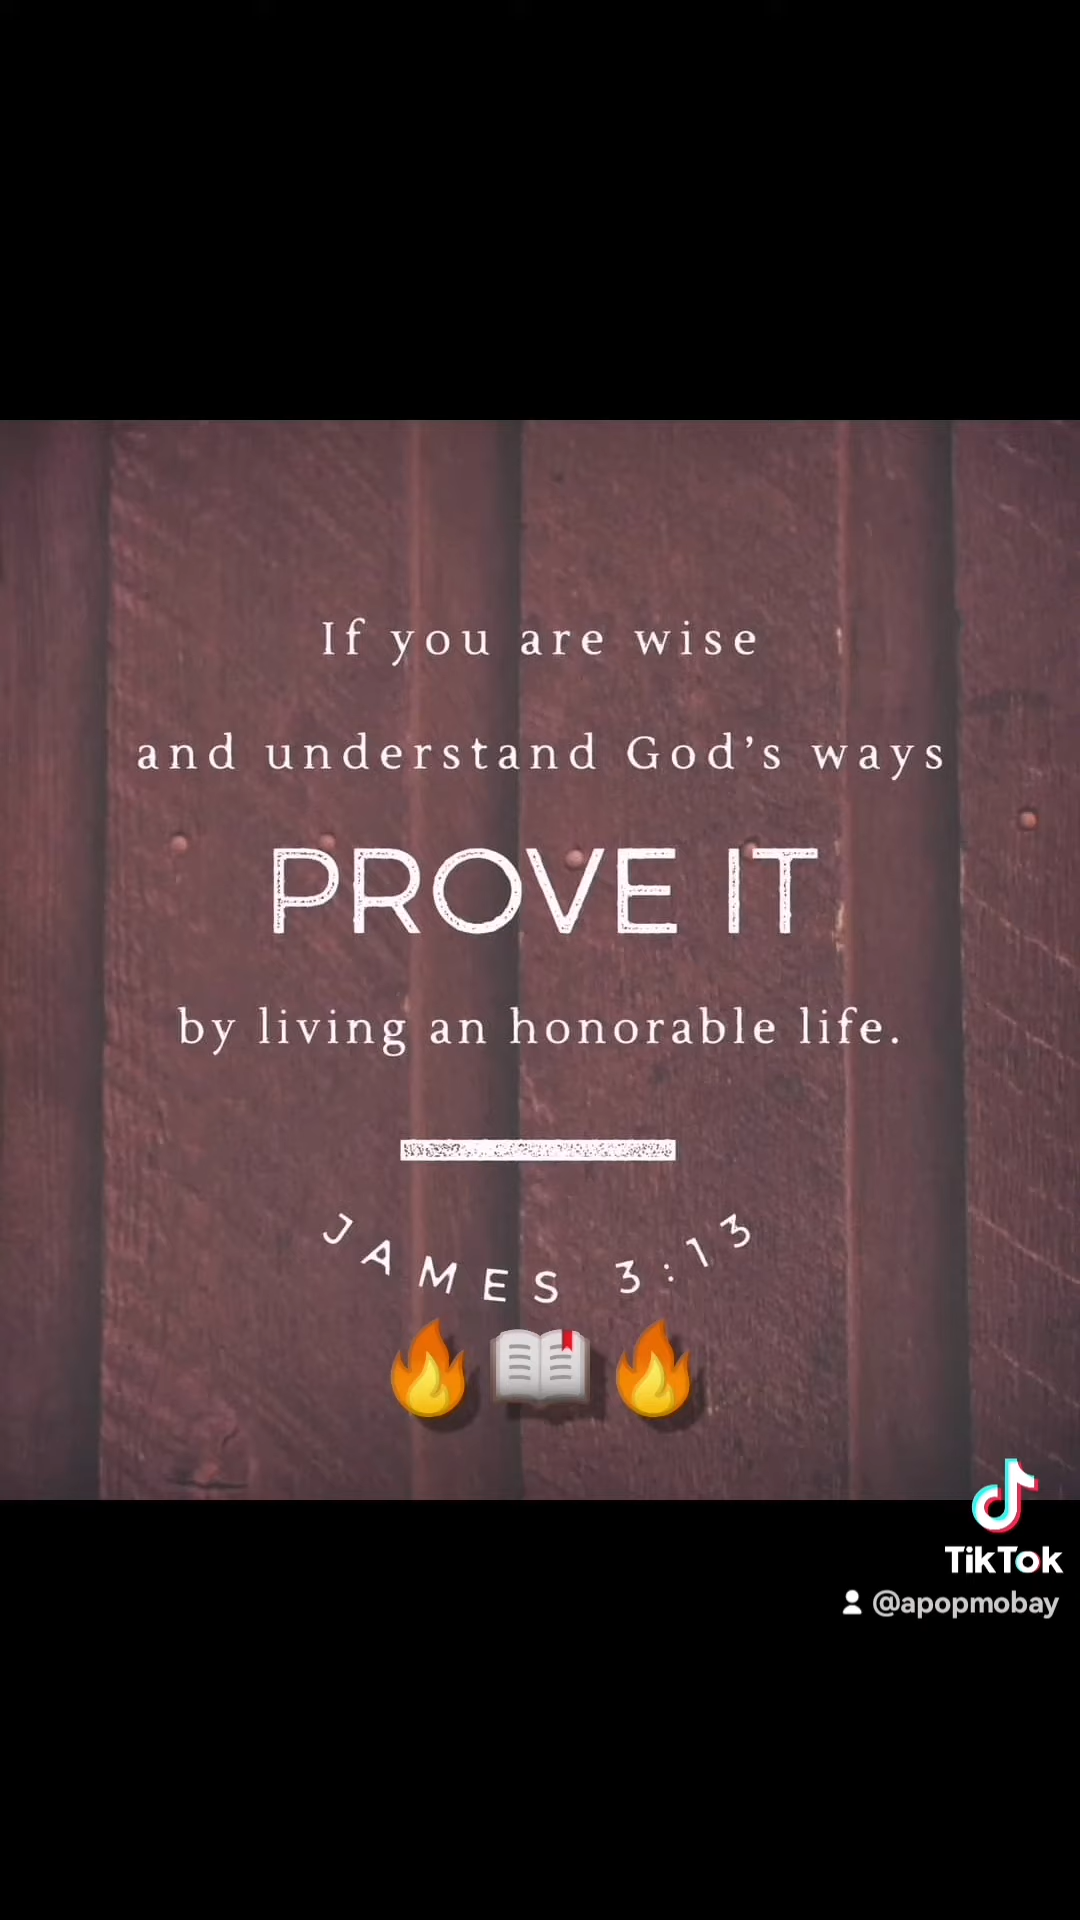 If you are wise
and understand God’s ways
PROVE IT
by living an honorable life.
JAMES 3:13
TikTok
@apopmobay